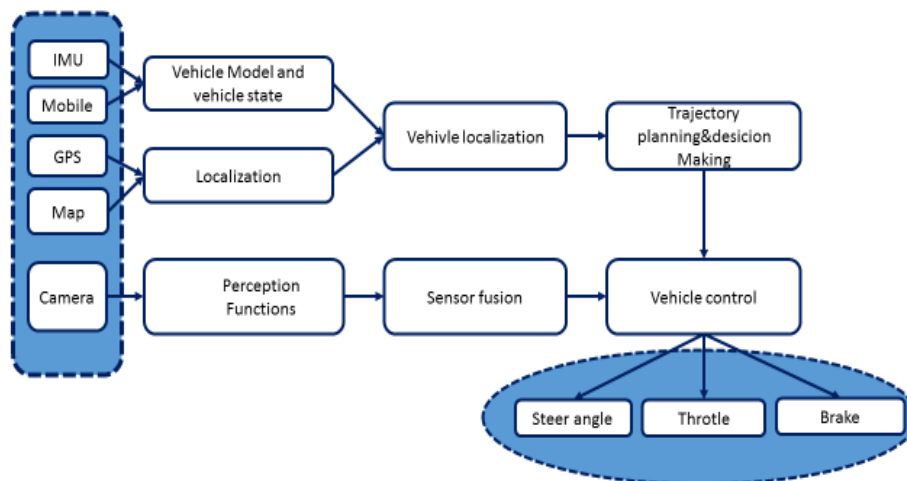 IMU
Mobile
GPS
Map
Camera
Vehicle Model and
vehicle state
Localization
Perception
Functions
Vehivle localization
Sensor fusion
Trajectory
planning&desicion
Making
Vehicle control
Steer angle
Throtle
Brake